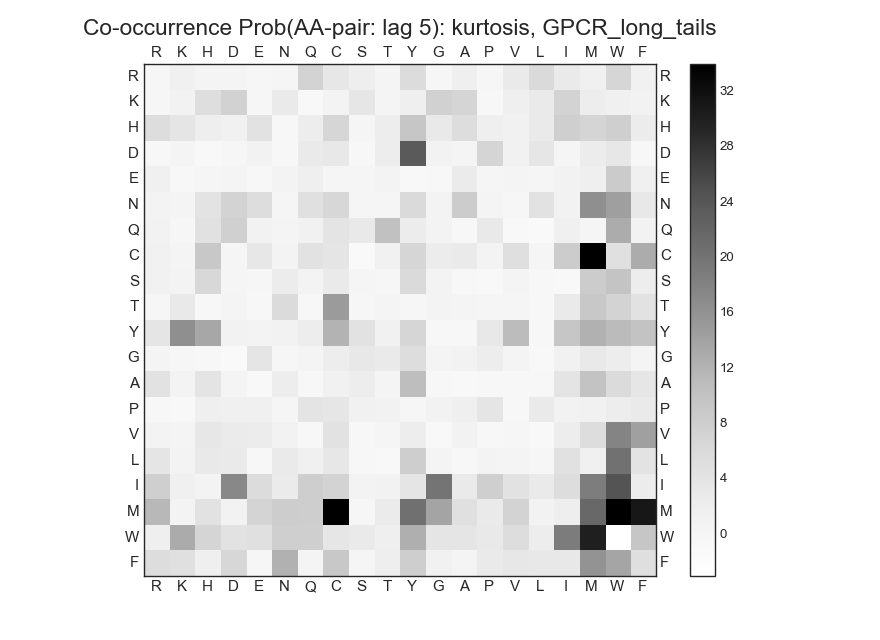 Co-occurrence Prob(AA-pair: lag 5): kurtosis, GPCR_long_tails
R K H D E N Q C S T Y G A P V L I M W F
R R
32
K K
H H
28
D D
E E
24
N N
Q Q
20
C C
S S
16
T T
Y Y
12
G G
A A
P P
8
V V
L L
4
I I
M M
0
W W
F F
R K H D E N Q C S T Y G A P V L I M W F